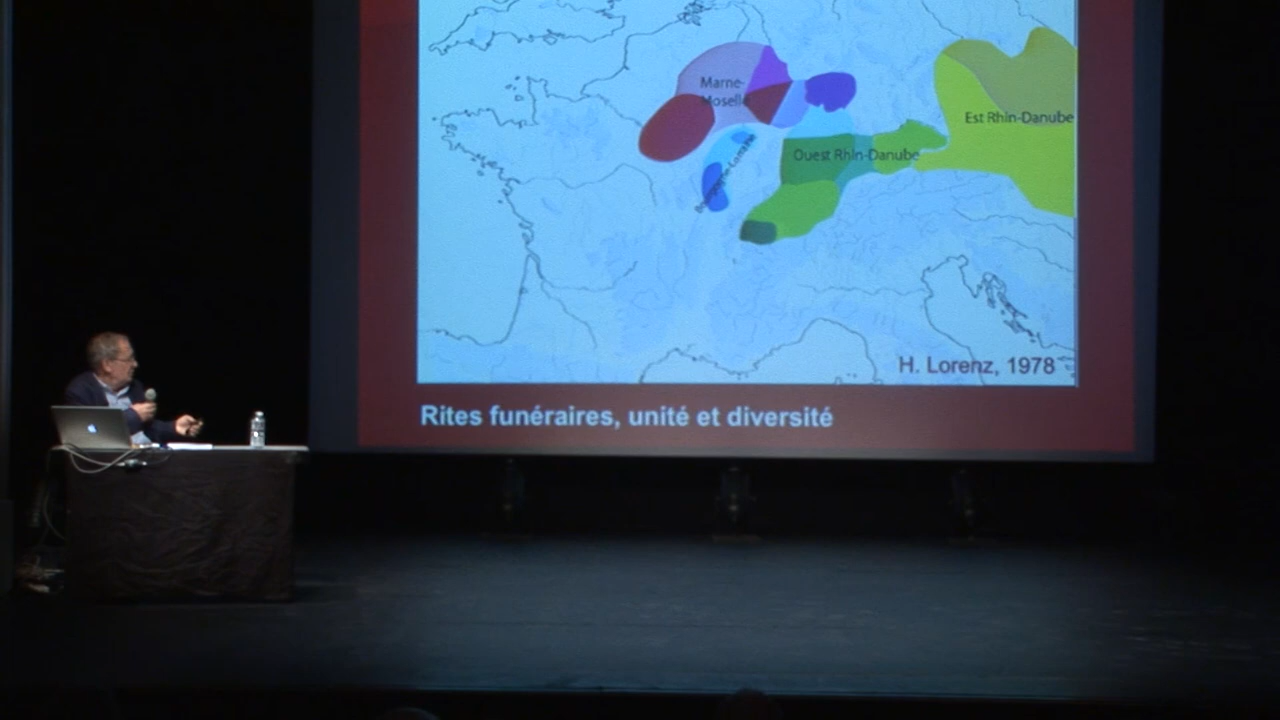 Marne-
Moselle
Est Rhin-Danube
Ouest Rhin-Danube
H. Lorenz, 1978
Rites funéraires, unité et diversité